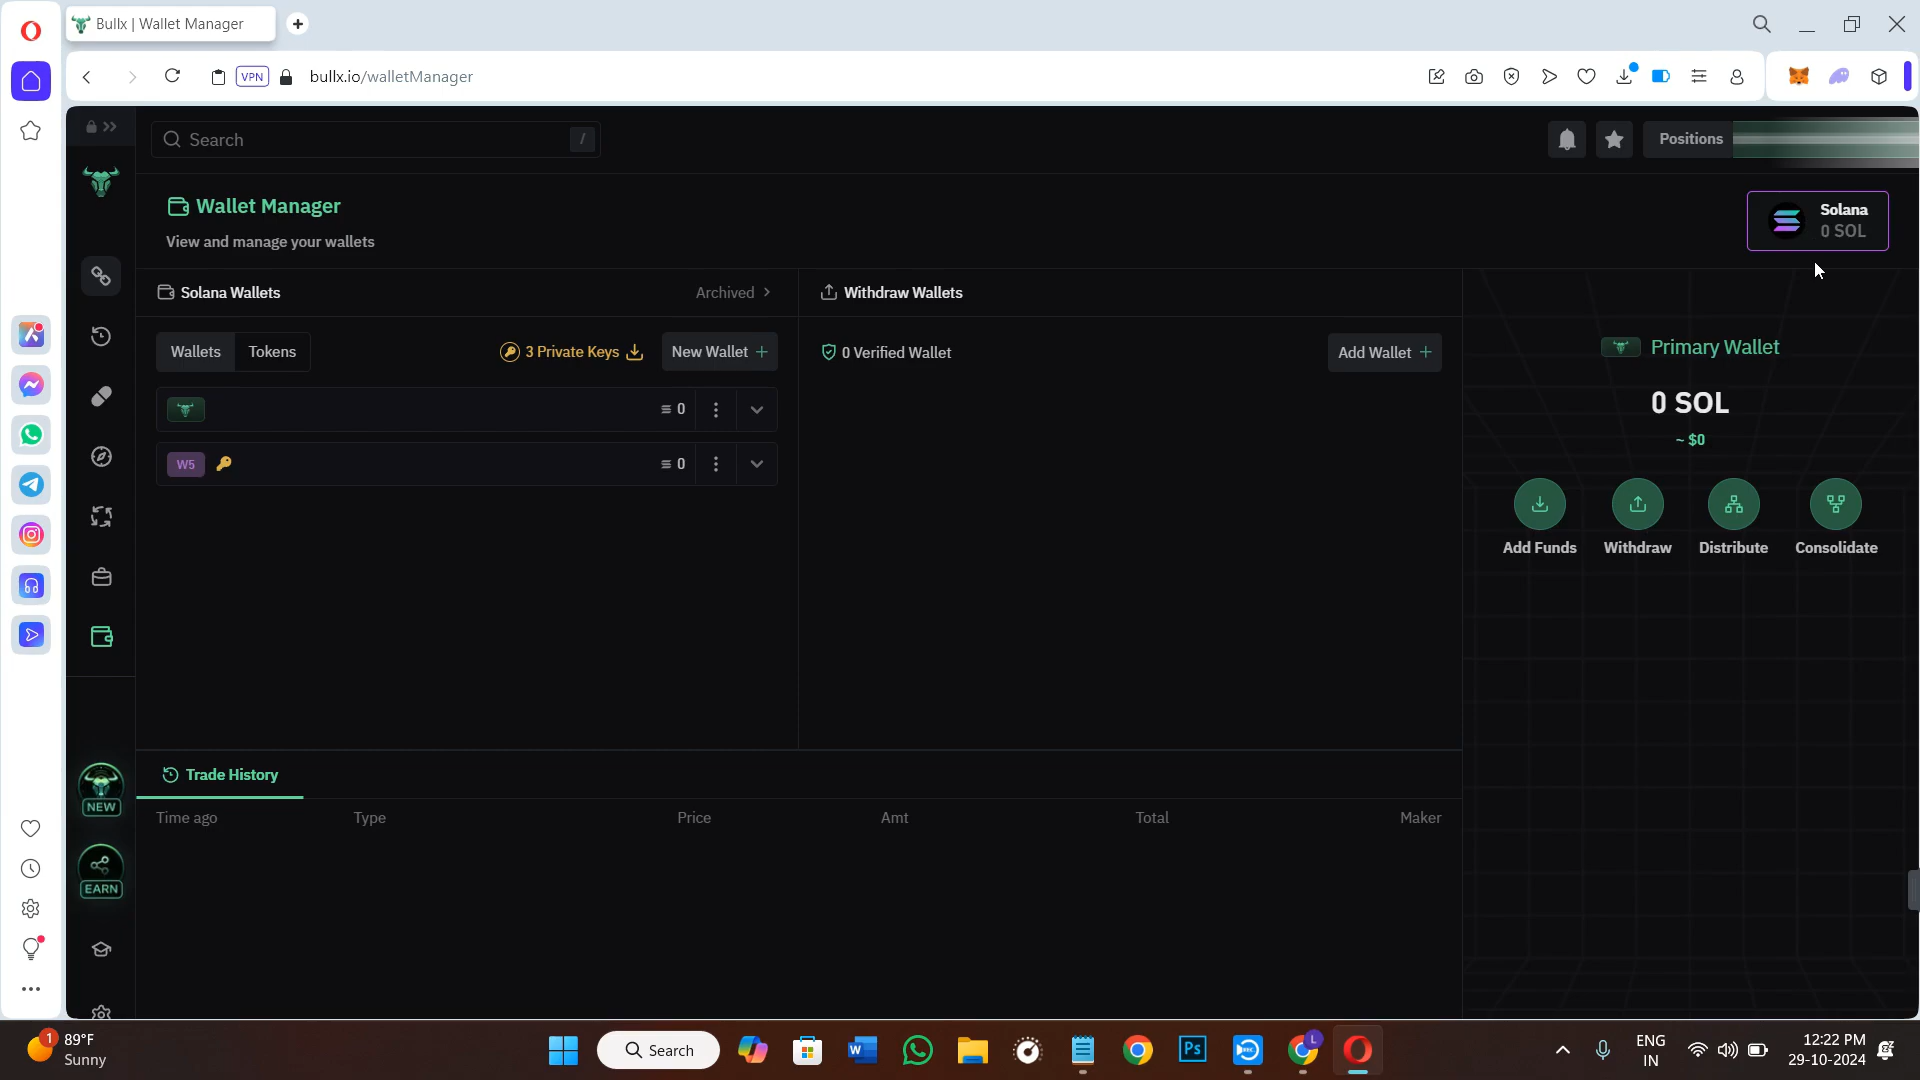 Bullx | Wallet Manager
VPN bullx.io/walletManager
Search /
Positions
Wallet Manager
View and manage your wallets
Solana
0 SOL
Solana Wallets
Archived
Withdraw Wallets
Wallets Tokens
3 Private Keys
New Wallet +
0 Verified Wallet
Add Wallet +
Primary Wallet
0
W5
0
0 SOL
~ $0
Add Funds
Withdraw
Distribute
Consolidate
NEW
EARN
Trade History
Time ago
Type
Price
Amt
Total
Maker
1
89°F
Sunny
Search
W
Ps
REC
L
ENG
IN
12:22 PM
29-10-2024